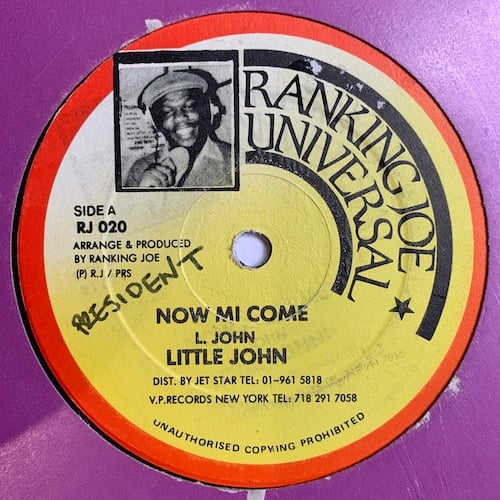 RANKING JOE
UNIVERSAL
SIDE A
RJ 020
ARRANGE & PRODUCED
BY RANKING JOE
(P) R.J / PRS
PRESIDENT
NOW MI COME
L. JOHN
LITTLE JOHN
DIST. BY JET STAR TEL: 01-961 5818
V.P.RECORDS NEW YORK TEL: 718 291 7058
UNAUTHORISED COPYING PROHIBITED